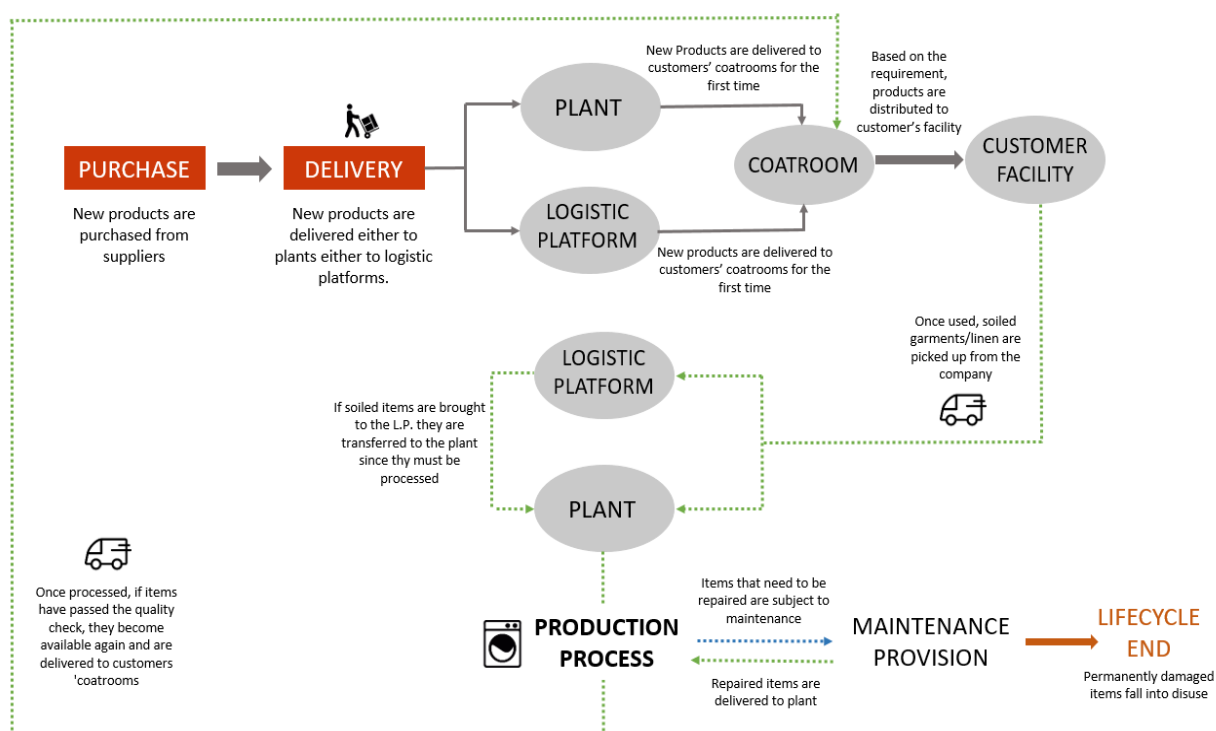 New Products are delivered to
customers' coatrooms for the
first time
Based on the
requirement,
products are
distributed to
customer's facility
PURCHASE
DELIVERY
PLANT
COATROOM
CUSTOMER
FACILITY
LOGISTIC
PLATFORM
New products are
purchased from
suppliers
New products are
delivered either to
plants either to logistic
platforms.
New products are delivered to
customers' coatrooms for the
first time
Once used, soiled
garments/linen are
picked up from the
company
LOGISTIC
PLATFORM
If soiled items are brought
to the L.P. they are
transferred to the plant
since thy must be
processed
PLANT
Once processed, if items
have passed the quality
check, they become
available again and are
delivered to customers
'coatrooms
PRODUCTION
PROCESS
Items that need to be
repaired are subject to
maintenance
Repaired items are
delivered to plant
MAINTENANCE
PROVISION
LIFECYCLE
END
Permanently damaged
items fall into disuse